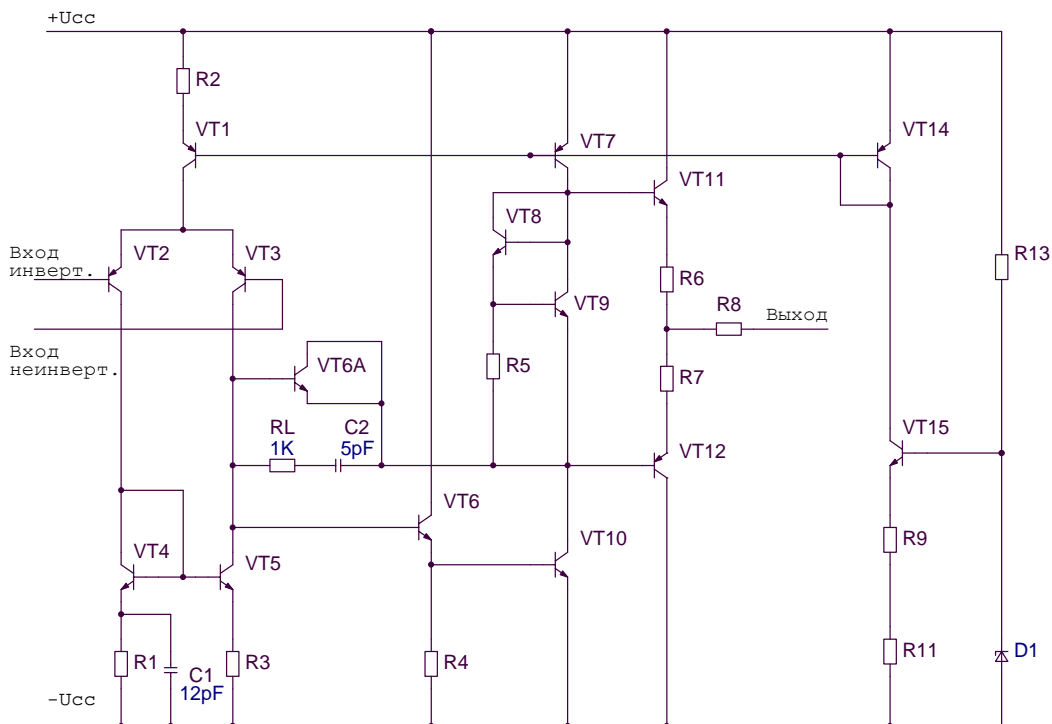 +Ucc
R2
VT1
VT7
VT14
VT11
VT8
Вход
инверт.
VT2
VT3
R13
R6
VT9
R8
Выход
Вход
неинверт.
VT6A
R5
R7
RL
1K
C2
5pF
VT12
VT15
VT6
VT10
R9
VT4
VT5
R1
C1
12pF
R3
R4
R11
D1
-Ucc